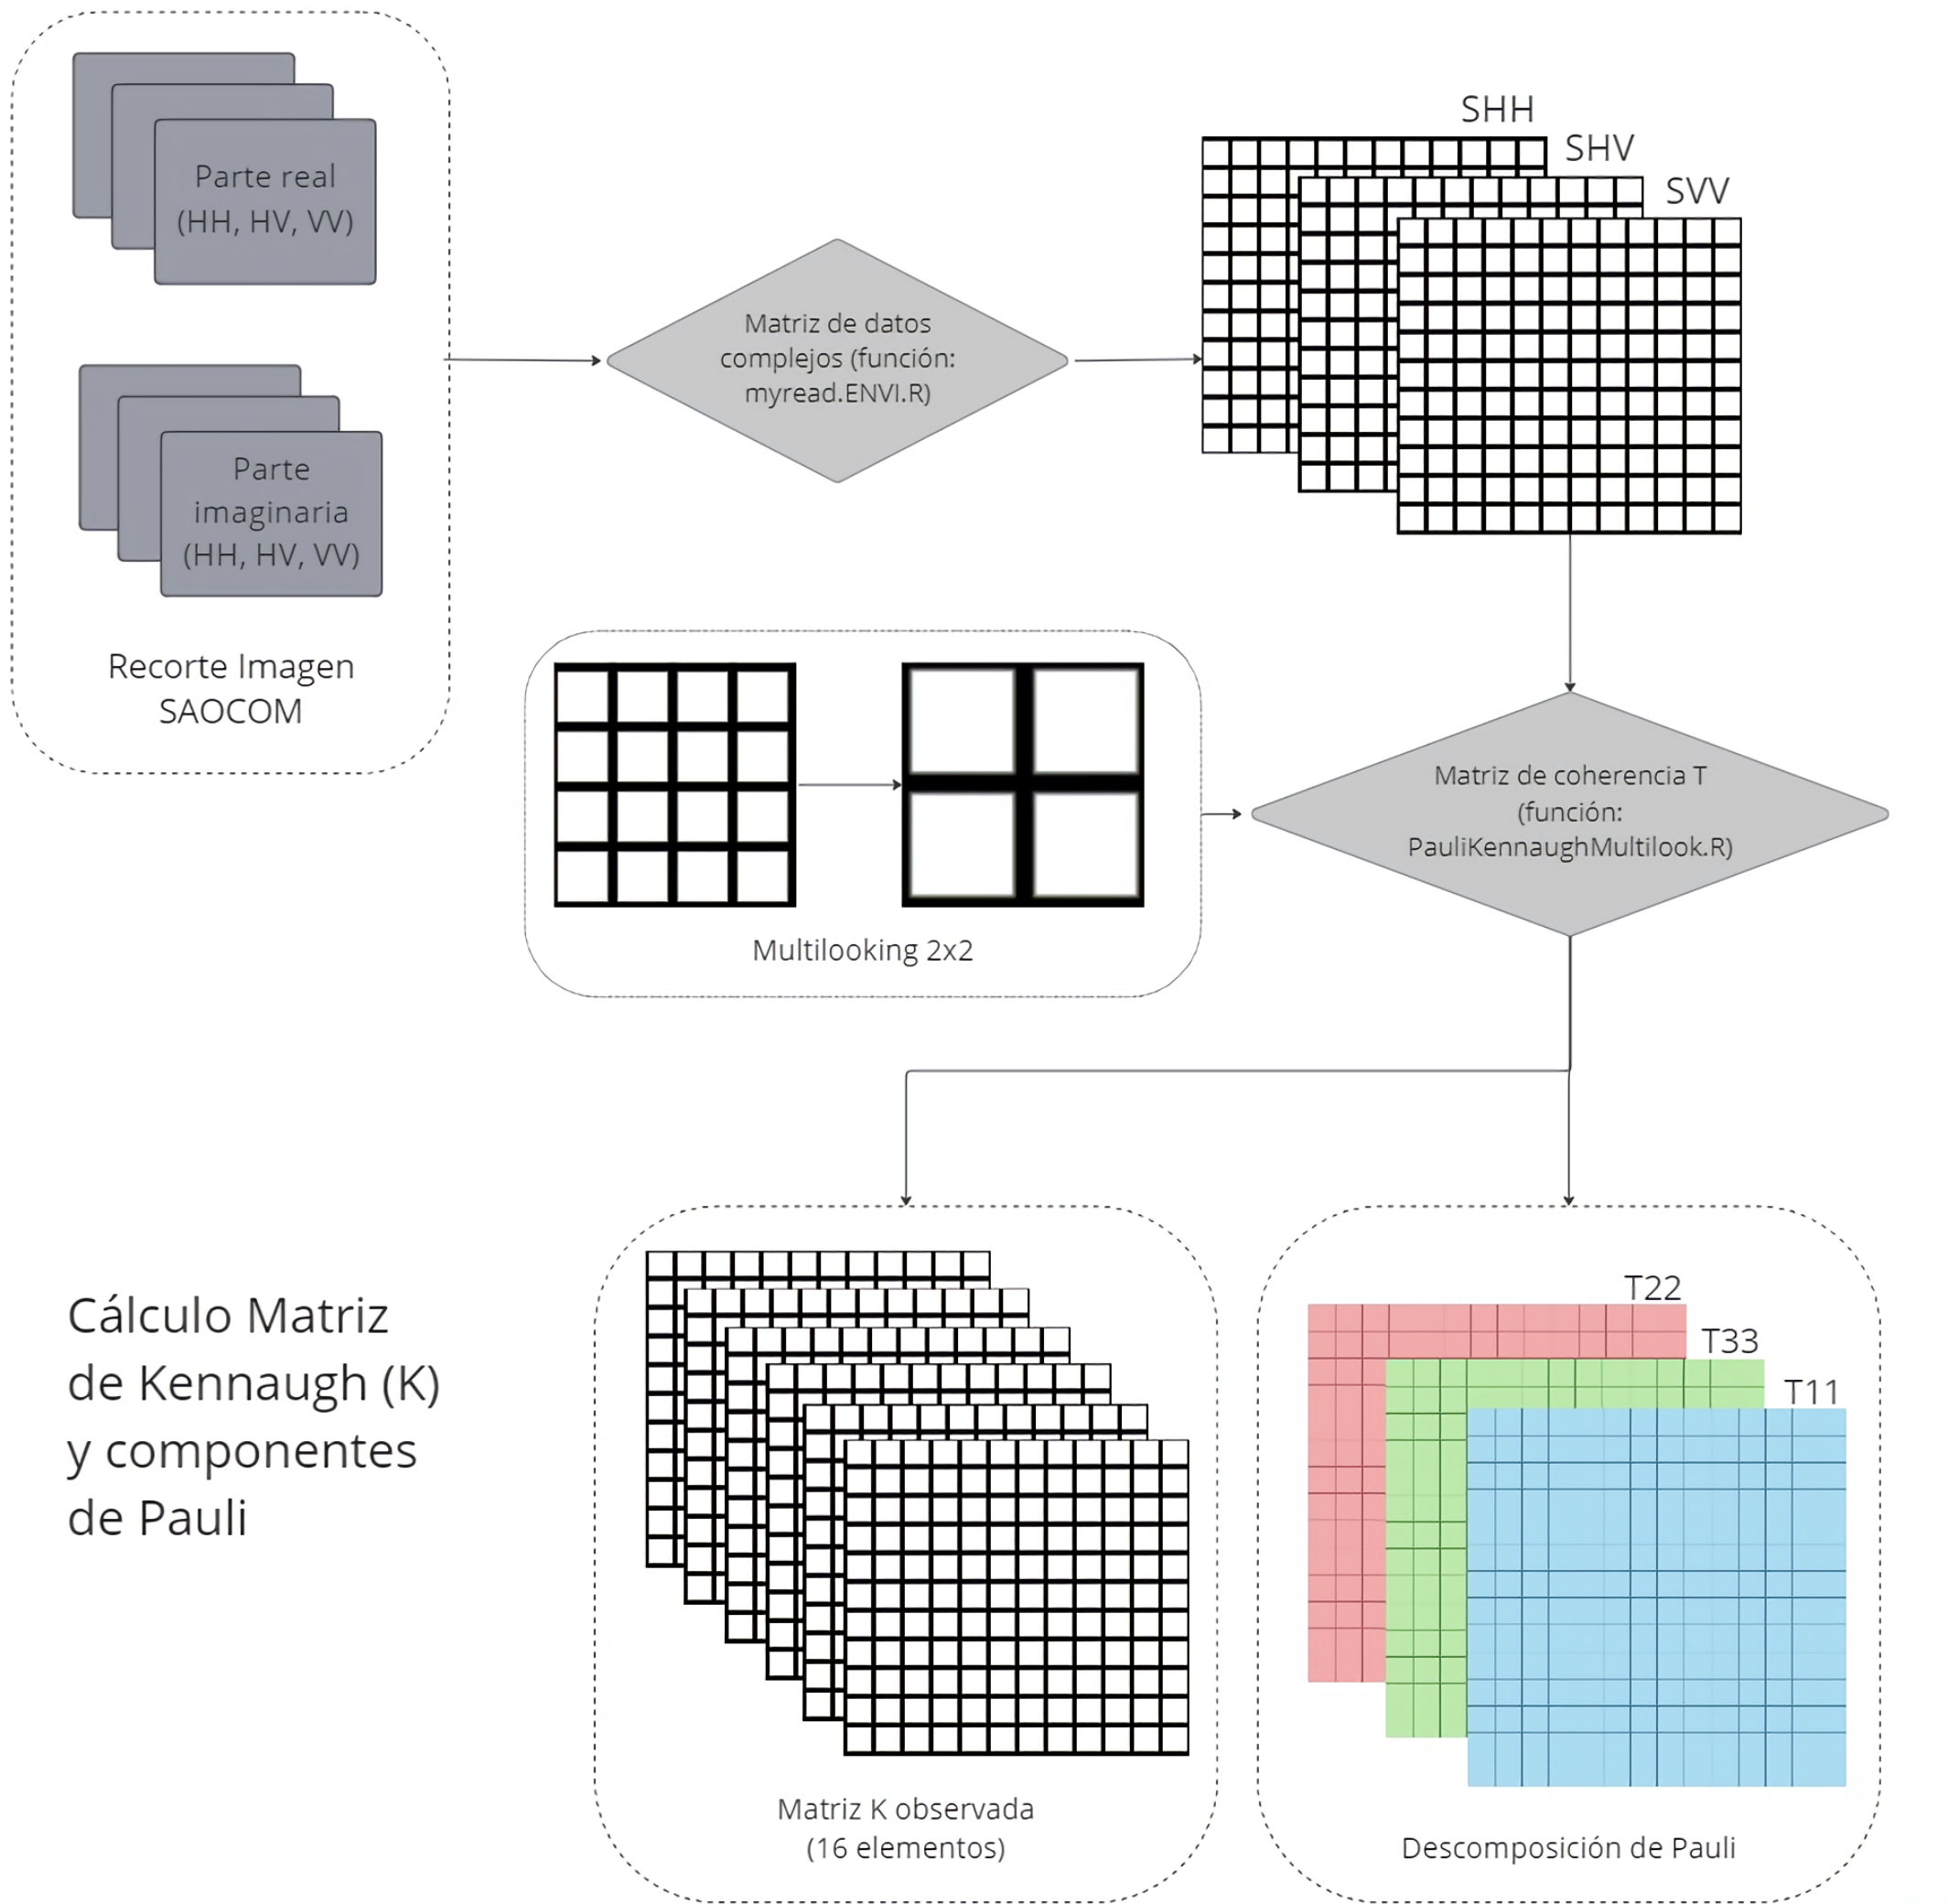 Parte real
(HH, HV, VV)
Parte
imaginaria
(HH, HV, VV)
Recorte Imagen
SAOCOM
Matriz de datos
complejos (función:
myread.ENVI.R)
SHH
SHV
SVV
Multilooking 2x2
Matriz de coherencia T
(función:
PauliKennaughMultilook.R)
Cálculo Matriz
de Kennaugh (K)
y componentes
de Pauli
Matriz K observada
(16 elementos)
T22
T33
T11
Descomposición de Pauli